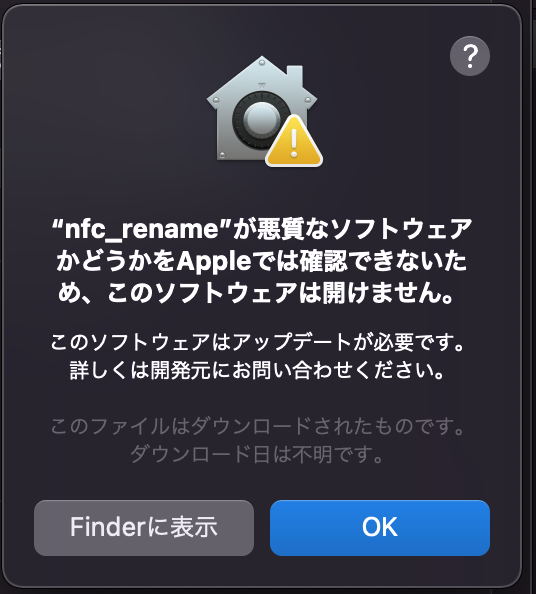 ?
“nfc_rename”が悪質なソフトウェア
かどうかをAppleでは確認できないた
め、このソフトウェアは開けません。
このソフトウェアはアップデートが必要です。
詳しくは開発元にお問い合わせください。
このファイルはダウンロードされたものです。
ダウンロード日は不明です。
Finderに表示
OK